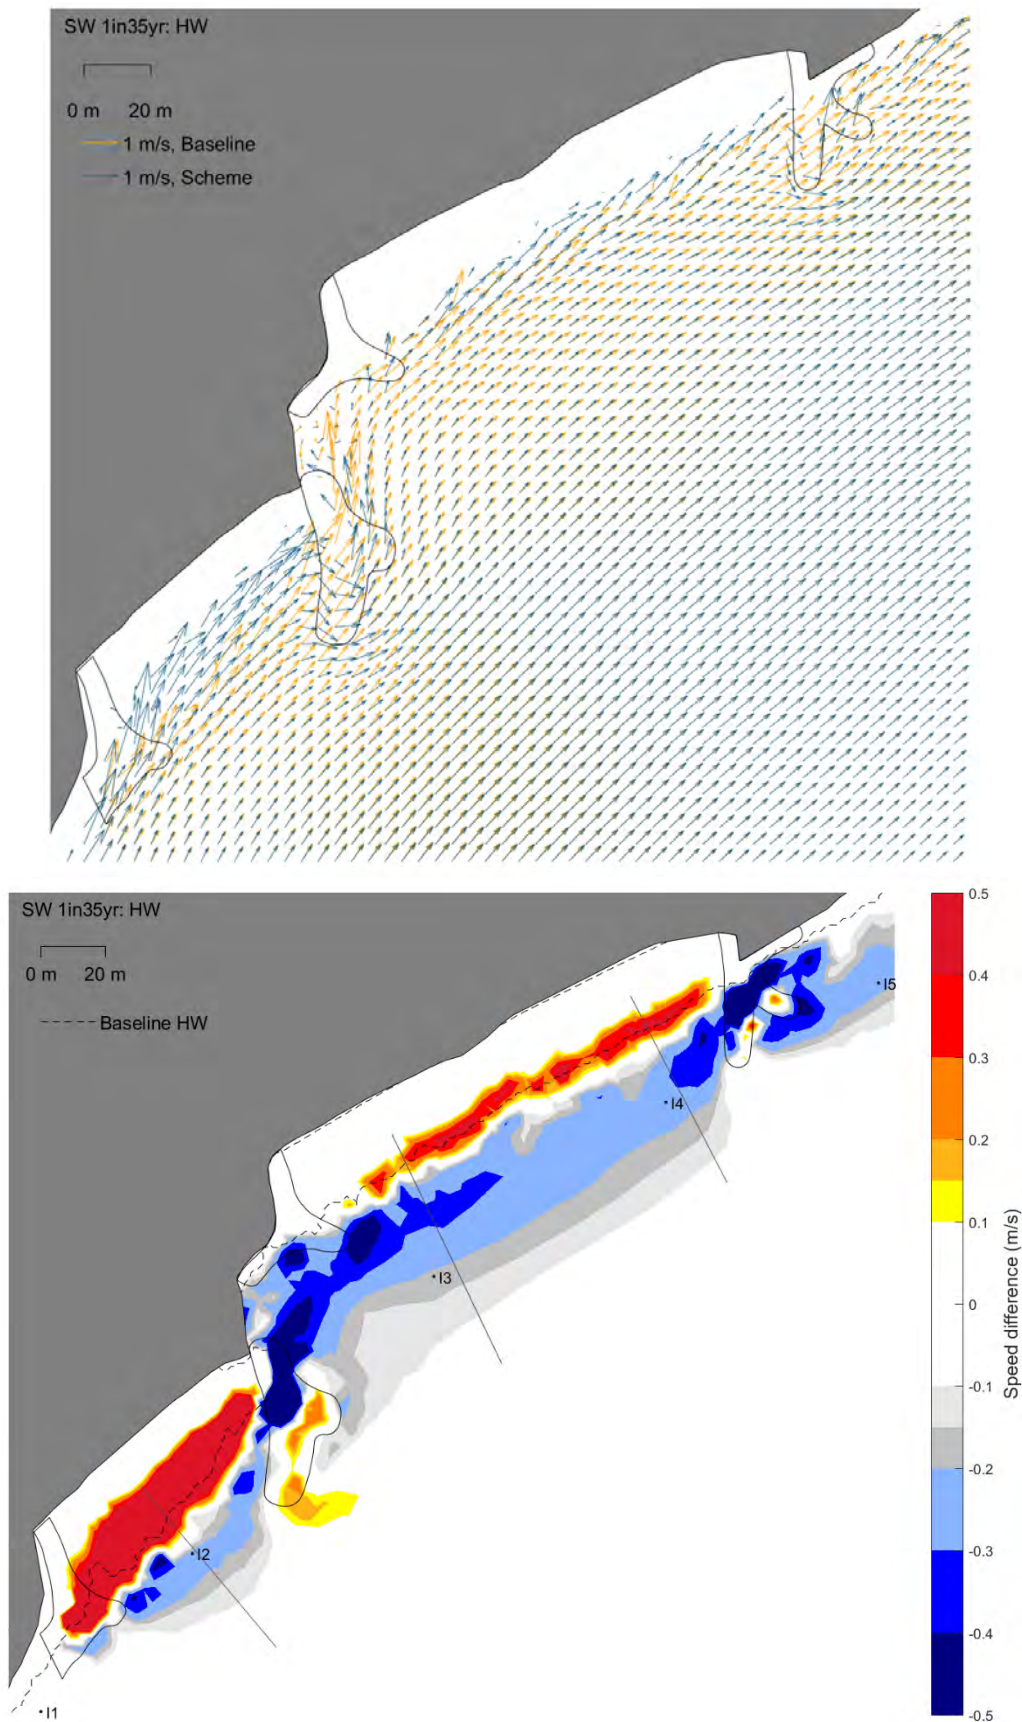 SW 1in35yr: HW
0 m 20 m
1 m/s, Baseline
1 m/s, Scheme
SW 1in35yr: HW
0 m 20 m
Baseline HW
I5
I4
I3
I2
I1
0.5
0.4
0.3
0.2
0.1
0
-0.1
-0.2
-0.3
-0.4
-0.5
Speed difference (m/s)